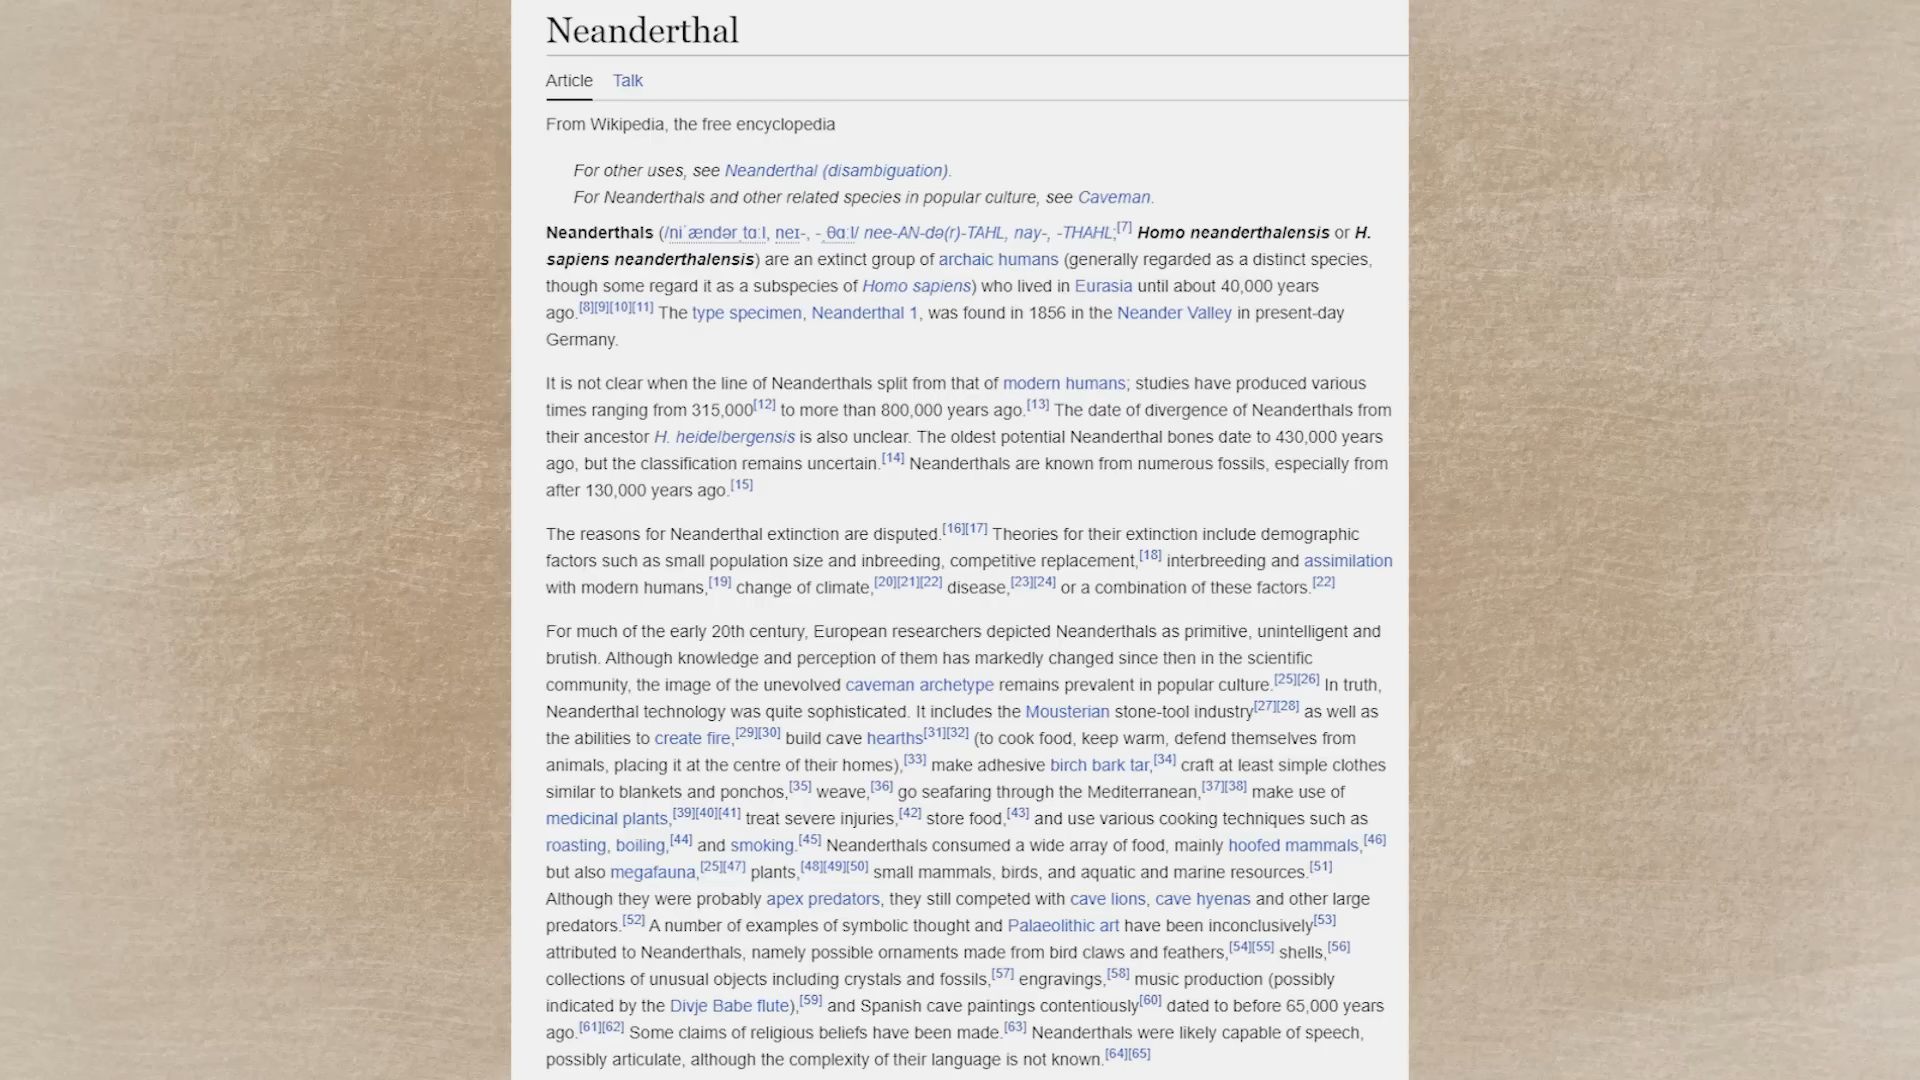 Neanderthal
Article Talk
From Wikipedia, the free encyclopedia
For other uses, see Neanderthal (disambiguation).
For Neanderthals and other related species in popular culture, see Caveman.
Neanderthals (/niˈændərˌtɑːl, neɪ-, -ˌθɑːl/ nee-AN-də(r)-TAHL, nay-, -THAHL;[7] Homo neanderthalensis or H.
sapiens neanderthalensis) are an extinct group of archaic humans (generally regarded as a distinct species,
though some regard it as a subspecies of Homo sapiens) who lived in Eurasia until about 40,000 years
ago.[8][9][10][11] The type specimen, Neanderthal 1, was found in 1856 in the Neander Valley in present-day
Germany.
It is not clear when the line of Neanderthals split from that of modern humans; studies have produced various
times ranging from 315,000[12] to more than 800,000 years ago.[13] The date of divergence of Neanderthals from
their ancestor H. heidelbergensis is also unclear. The oldest potential Neanderthal bones date to 430,000 years
ago, but the classification remains uncertain.[14] Neanderthals are known from numerous fossils, especially from
after 130,000 years ago.[15]
The reasons for Neanderthal extinction are disputed.[16][17] Theories for their extinction include demographic
factors such as small population size and inbreeding, competitive replacement,[18] interbreeding and assimilation
with modern humans,[19] change of climate,[20][21][22] disease,[23][24] or a combination of these factors.[22]
For much of the early 20th century, European researchers depicted Neanderthals as primitive, unintelligent and
brutish. Although knowledge and perception of them has markedly changed since then in the scientific
community, the image of the unevolved caveman archetype remains prevalent in popular culture.[25][26] In truth,
Neanderthal technology was quite sophisticated. It includes the Mousterian stone-tool industry[27][28] as well as
the abilities to create fire,[29][30] build cave hearths[31][32] (to cook food, keep warm, defend themselves from
animals, placing it at the centre of their homes),[33] make adhesive birch bark tar,[34] craft at least simple clothes
similar to blankets and ponchos,[35] weave,[36] go seafaring through the Mediterranean,[37][38] make use of
medicinal plants,[39][40][41] treat severe injuries,[42] store food,[43] and use various cooking techniques such as
roasting, boiling,[44] and smoking.[45] Neanderthals consumed a wide array of food, mainly hoofed mammals,[46]
but also megafauna,[25][47] plants,[48][49][50] small mammals, birds, and aquatic and marine resources.[51]
Although they were probably apex predators, they still competed with cave lions, cave hyenas and other large
predators.[52] A number of examples of symbolic thought and Palaeolithic art have been inconclusively[53]
attributed to Neanderthals, namely possible ornaments made from bird claws and feathers,[54][55] shells,[56]
collections of unusual objects including crystals and fossils,[57] engravings,[58] music production (possibly
indicated by the Divje Babe flute),[59] and Spanish cave paintings contentiously[60] dated to before 65,000 years
ago.[61][62] Some claims of religious beliefs have been made.[63] Neanderthals were likely capable of speech,
possibly articulate, although the complexity of their language is not known.[64][65]